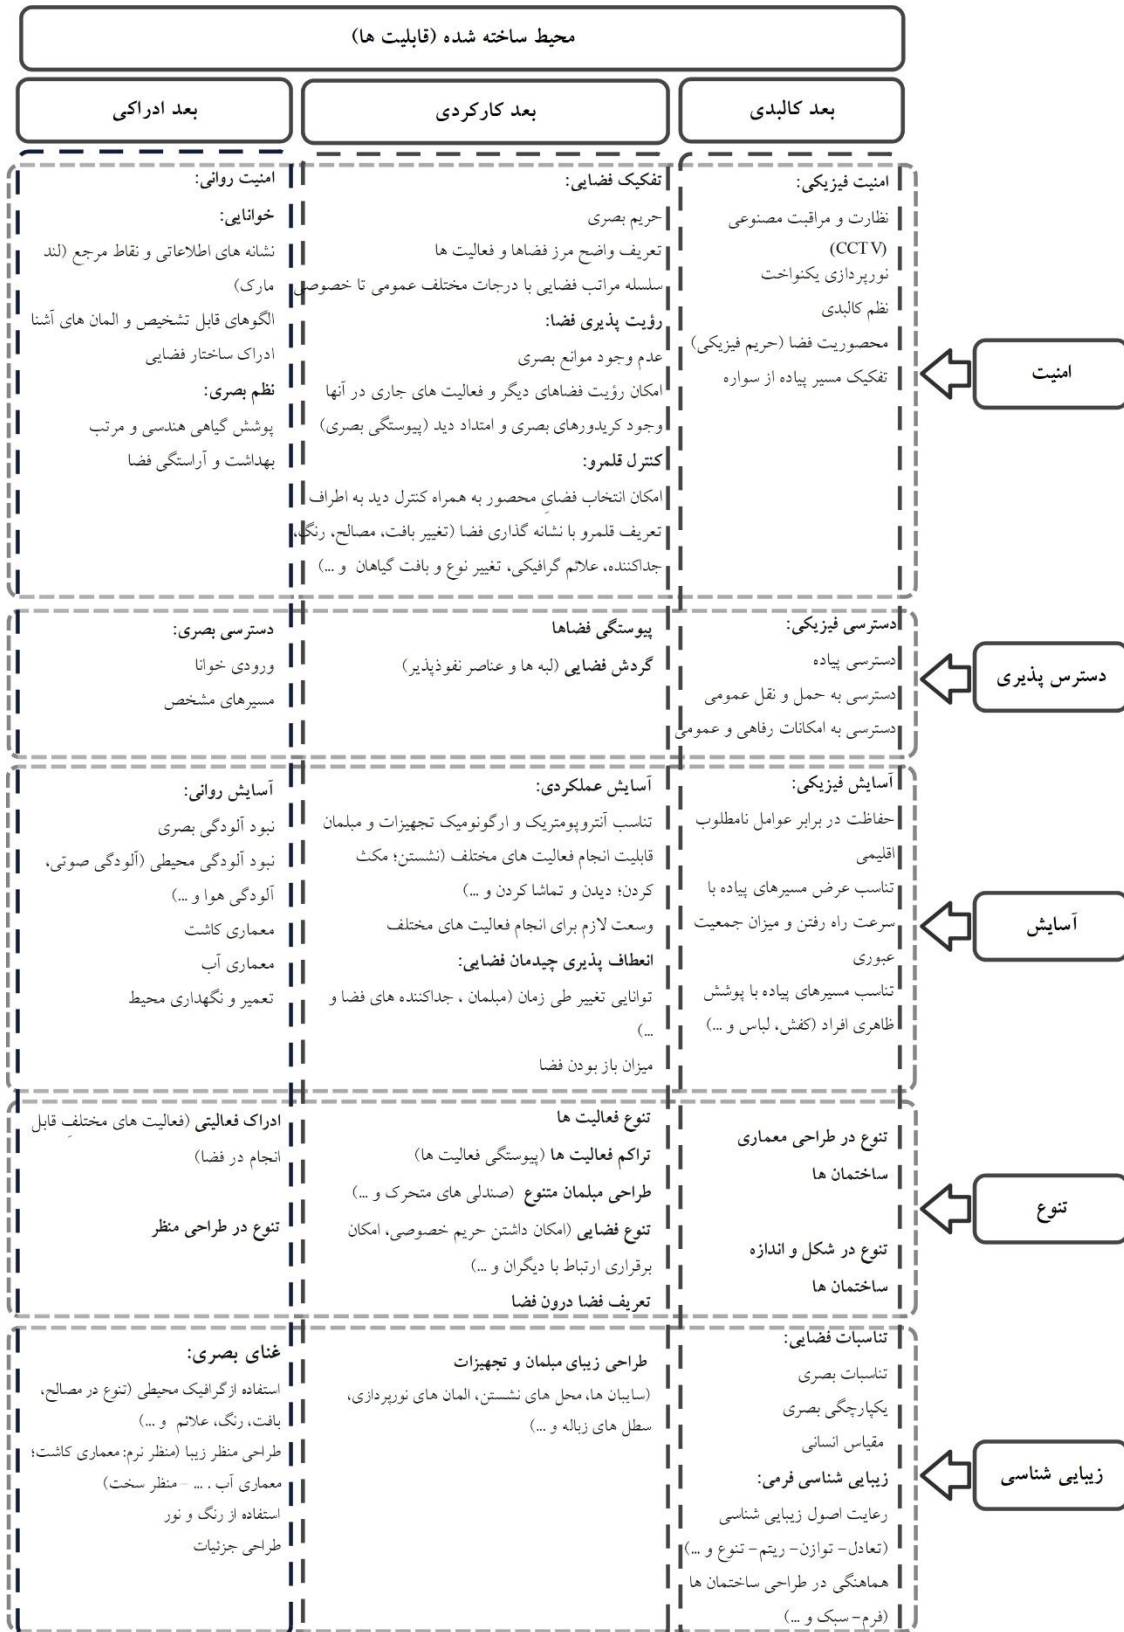 محیط ساخته شده (قابلیت ها)
بعد کالبدی
بعد کارکردی
بعد ادراکی
امنیت
امنیت فیزیکی:
نظارت و مراقبت مصنوعی
(CCTV)
نورپردازی یکنواخت
نظم کالبدی
محصوریت فضا (حریم فیزیکی)
تفکیک مسیر پیاده از سواره
تفکیک فضایی:
حریم بصری
تعریف واضح مرز فضاها و فعالیت ها
سلسله مراتب فضایی با درجات مختلف عمومی تا خصوصی
رؤیت پذیری فضا:
عدم وجود موانع بصری
امکان رؤیت فضاهای دیگر و فعالیت های جاری در آنها
وجود کریدورهای بصری و امتداد دید (پیوستگی بصری)
کنترل قلمرو:
امکان انتخاب فضایِ محصور به همراه کنترل دید به اطراف
تعریف قلمرو با نشانه گذاری فضا (تغییر بافت، مصالح، رنگ،
جداکننده، علائم گرافیکی، تغییر نوع و بافت گیاهان و ...)
امنیت روانی:
خوانایی:
نشانه های اطلاعاتی و نقاط مرجع (لند
مارک)
الگوهای قابل تشخیص و المان های آشنا
ادراک ساختار فضایی
نظم بصری:
پوشش گیاهی هندسی و مرتب
بهداشت و آراستگی فضا
دسترس پذیری
دسترسی فیزیکی:
دسترسی پیاده
دسترسی به حمل و نقل عمومی
دسترسی به امکانات رفاهی و عمومی
پیوستگی فضاها
گردش فضایی (لبه ها و عناصر نفوذپذیر)
دسترسی بصری:
ورودی خوانا
مسیرهای مشخص
آسایش
آسایش فیزیکی:
حفاظت در برابر عوامل نامطلوب
اقلیمی
تناسب عرض مسیرهای پیاده با
سرعت راه رفتن و میزان جمعیت
عبوری
تناسب مسیرهای پیاده با پوشش
ظاهری افراد (کفش، لباس و ...)
آسایش عملکردی:
تناسب آنتروپومتریک و ارگونومیک تجهیزات و مبلمان
قابلیت انجام فعالیت های مختلف (نشستن؛ مکث
کردن؛ دیدن و تماشا کردن و ...)
وسعت لازم برای انجام فعالیت های مختلف
انعطاف پذیری چیدمان فضایی:
توانایی تغییر طی زمان (مبلمان ، جداکننده های فضا و
...)
میزان باز بودن فضا
آسایش روانی:
نبود آلودگی بصری
نبود آلودگی محیطی (آلودگی صوتی،
آلودگی هوا و ...)
معماری کاشت
معماری آب
تعمیر و نگهداری محیط
تنوع
تنوع در طراحی معماری
ساختمان ها
تنوع در شکل و اندازه
ساختمان ها
تنوع فعالیت ها
تراکم فعالیت ها (پیوستگی فعالیت ها)
طراحی مبلمان متنوع (صندلی های متحرک و ...)
تنوع فضایی (امکان داشتن حریم خصوصی، امکان
برقراری ارتباط با دیگران و ...)
تعریف فضا درون فضا
ادراک فعالیتی (فعالیت های مختلفِ قابل
انجام در فضا)
تنوع در طراحی منظر
زیبایی شناسی
تناسبات فضایی:
تناسبات بصری
یکپارچگی بصری
مقیاس انسانی
زیبایی شناسی فرمی:
رعایت اصول زیبایی شناسی
(تعادل- توازن- ریتم- تنوع و ...)
هماهنگی در طراحی ساختمان ها
(فرم- سبک و ...)
طراحی زیبای مبلمان و تجهیزات
(سایبان ها، محل های نشستن، المان های نورپردازی،
سطل های زباله و ...)
غنای بصری:
استفاده ازگرافیک محیطی (تنوع در مصالح،
بافت، رنگ، علائم و ...)
طراحی منظر زیبا (منظر نرم: معماری کاشت؛
معماری آب . ... - منظر سخت)
استفاده از رنگ و نور
طراحی جزئیات